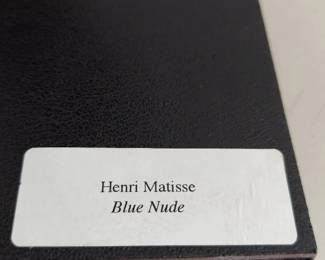 Henri Matisse
Blue Nude